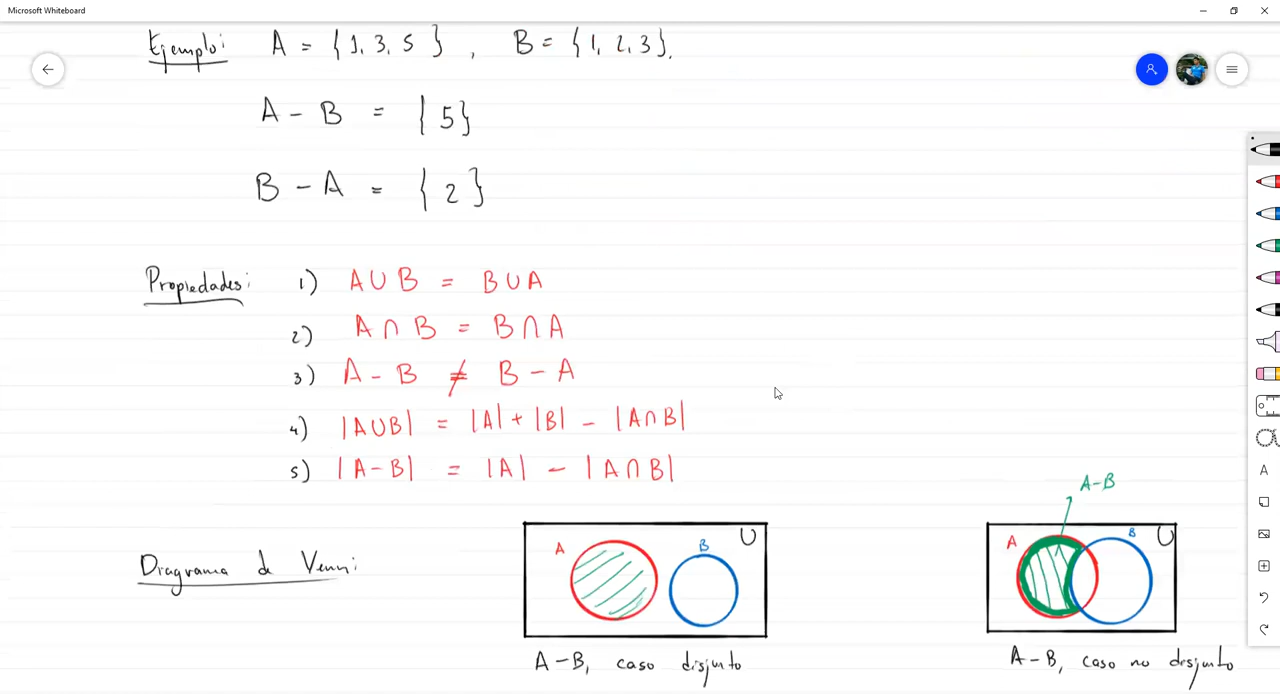 Microsoft Whiteboard
Ejemplo: A = {1, 3, 5}, B = {1, 2, 3}.
A - B = {5}
B - A = {2}
Propiedades: 1) A ∪ B = B ∪ A
2) A ∩ B = B ∩ A
3) A - B ≠ B - A
4) |A∪B| = |A| + |B| - |A∩B|
5) |A-B| = |A| - |A∩B|
Diagrama de Venn:
A B U
A-B, caso disjunto
A-B
A B U
A-B, caso no disjunto